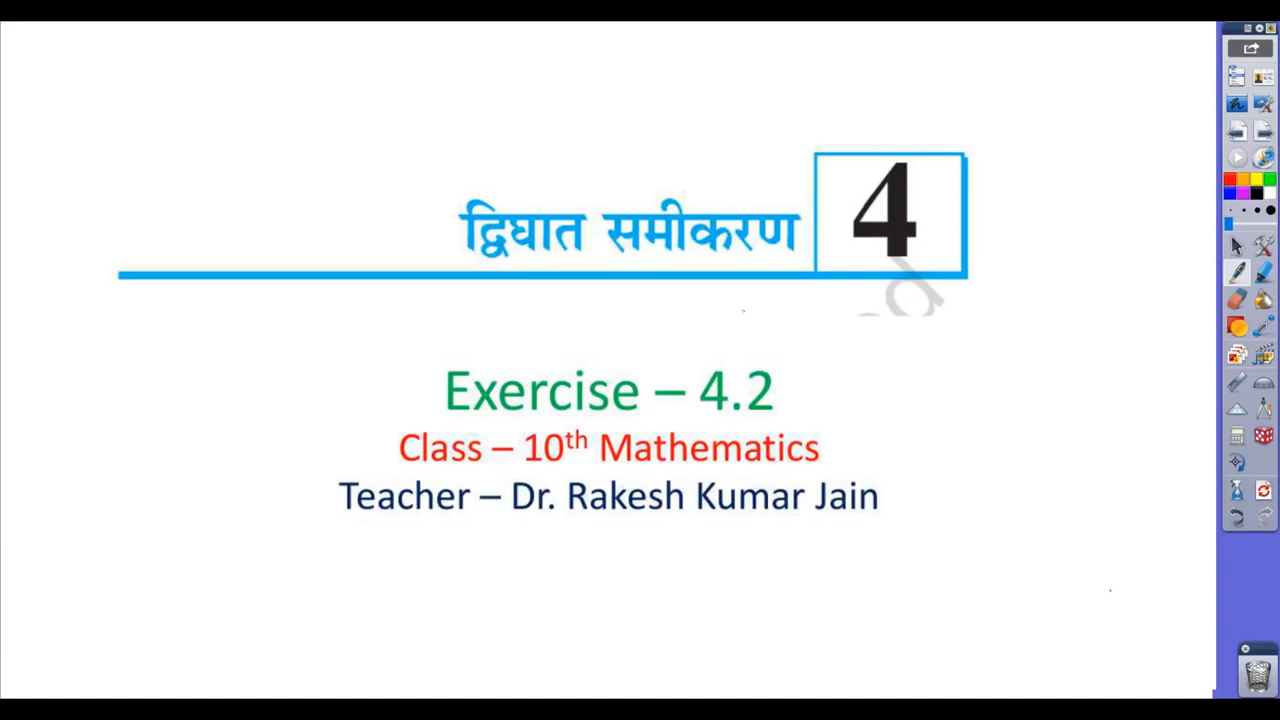 द्विघात समीकरण 4
Exercise – 4.2
Class – 10th Mathematics
Teacher – Dr. Rakesh Kumar Jain